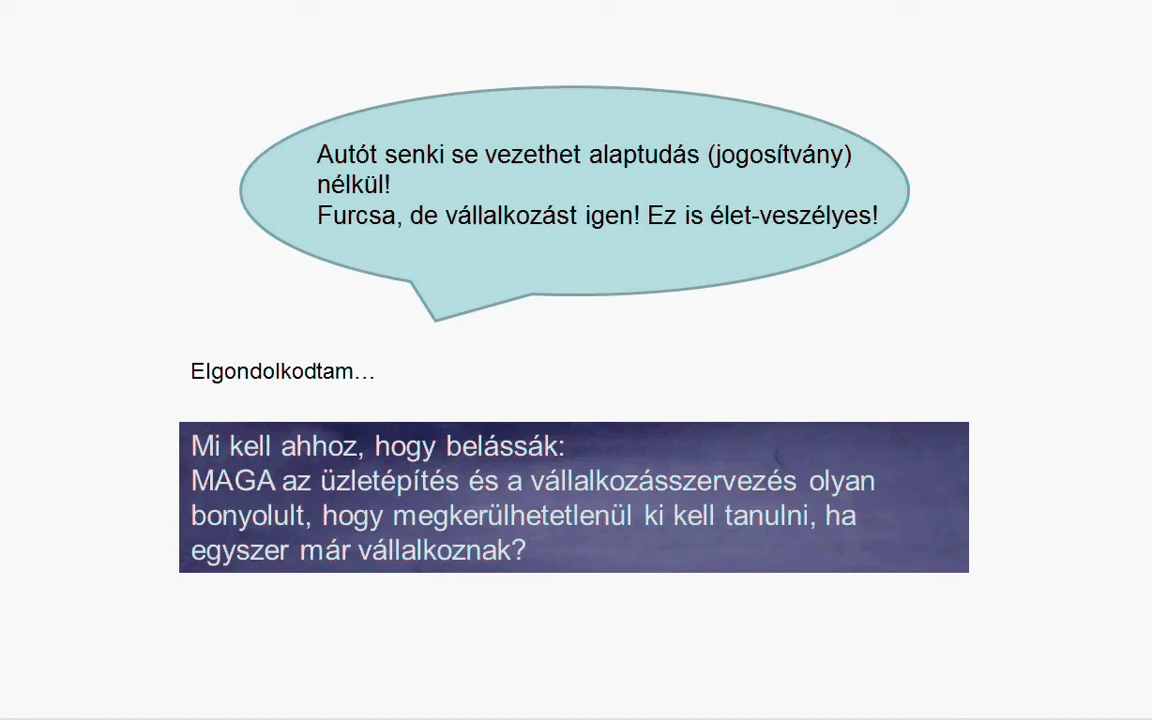 Autót senki se vezethet alaptudás (jogosítvány)
nélkül!
Furcsa, de vállalkozást igen! Ez is élet-veszélyes!
Elgondolkodtam…
Mi kell ahhoz, hogy belássák:
MAGA az üzletépítés és a vállalkozásszervezés olyan
bonyolult, hogy megkerülhetetlenül ki kell tanulni, ha
egyszer már vállalkoznak?